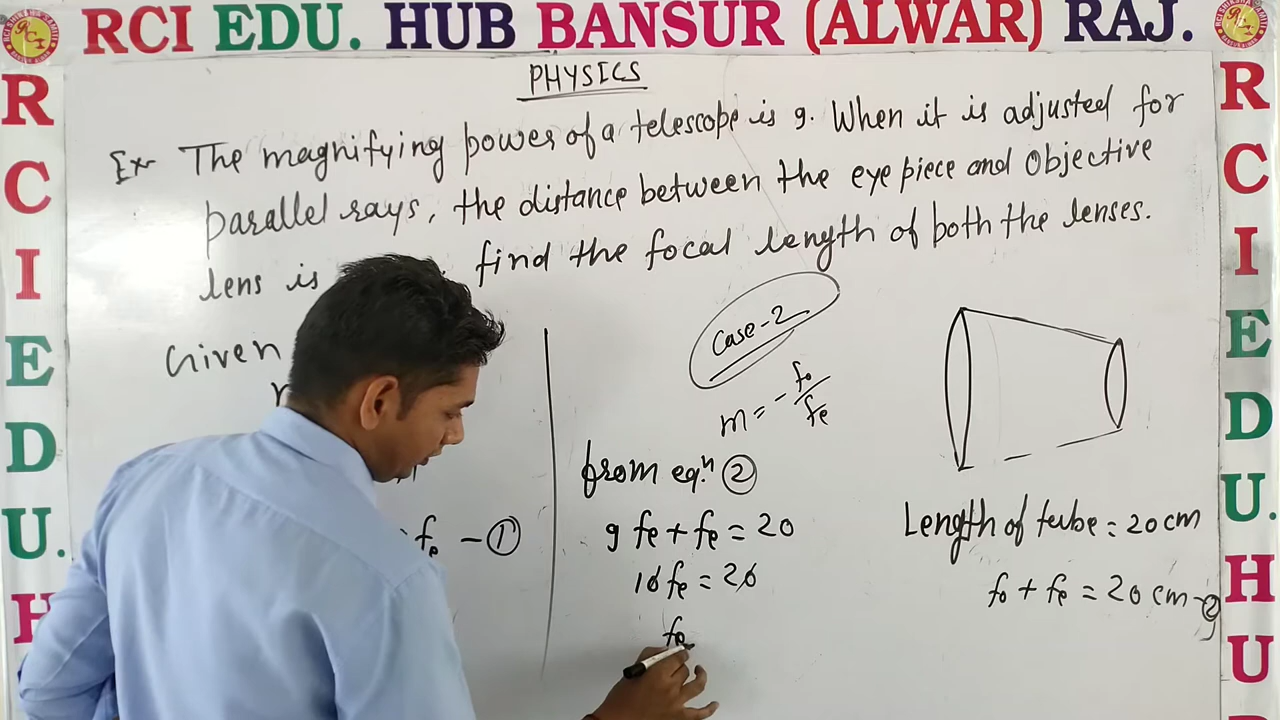 RCI EDU. HUB BANSUR (ALWAR) RAJ.
R
C
I
E
D
U.
H
R
C
I
E
D
U.
H
U
PHYSICS
Ex- The magnifying power of a telescope is 9. When it is adjusted for
parallel rays, the distance between the eye piece and objective
lens is find the focal length of both the lenses.
Given
Case-2
m = - fo/fe
from eqⁿ ②
9 fe + fe = 20
10 fe = 20
fe
fe - ①
Length of tube = 20 cm
fo + fe = 20 cm - ②